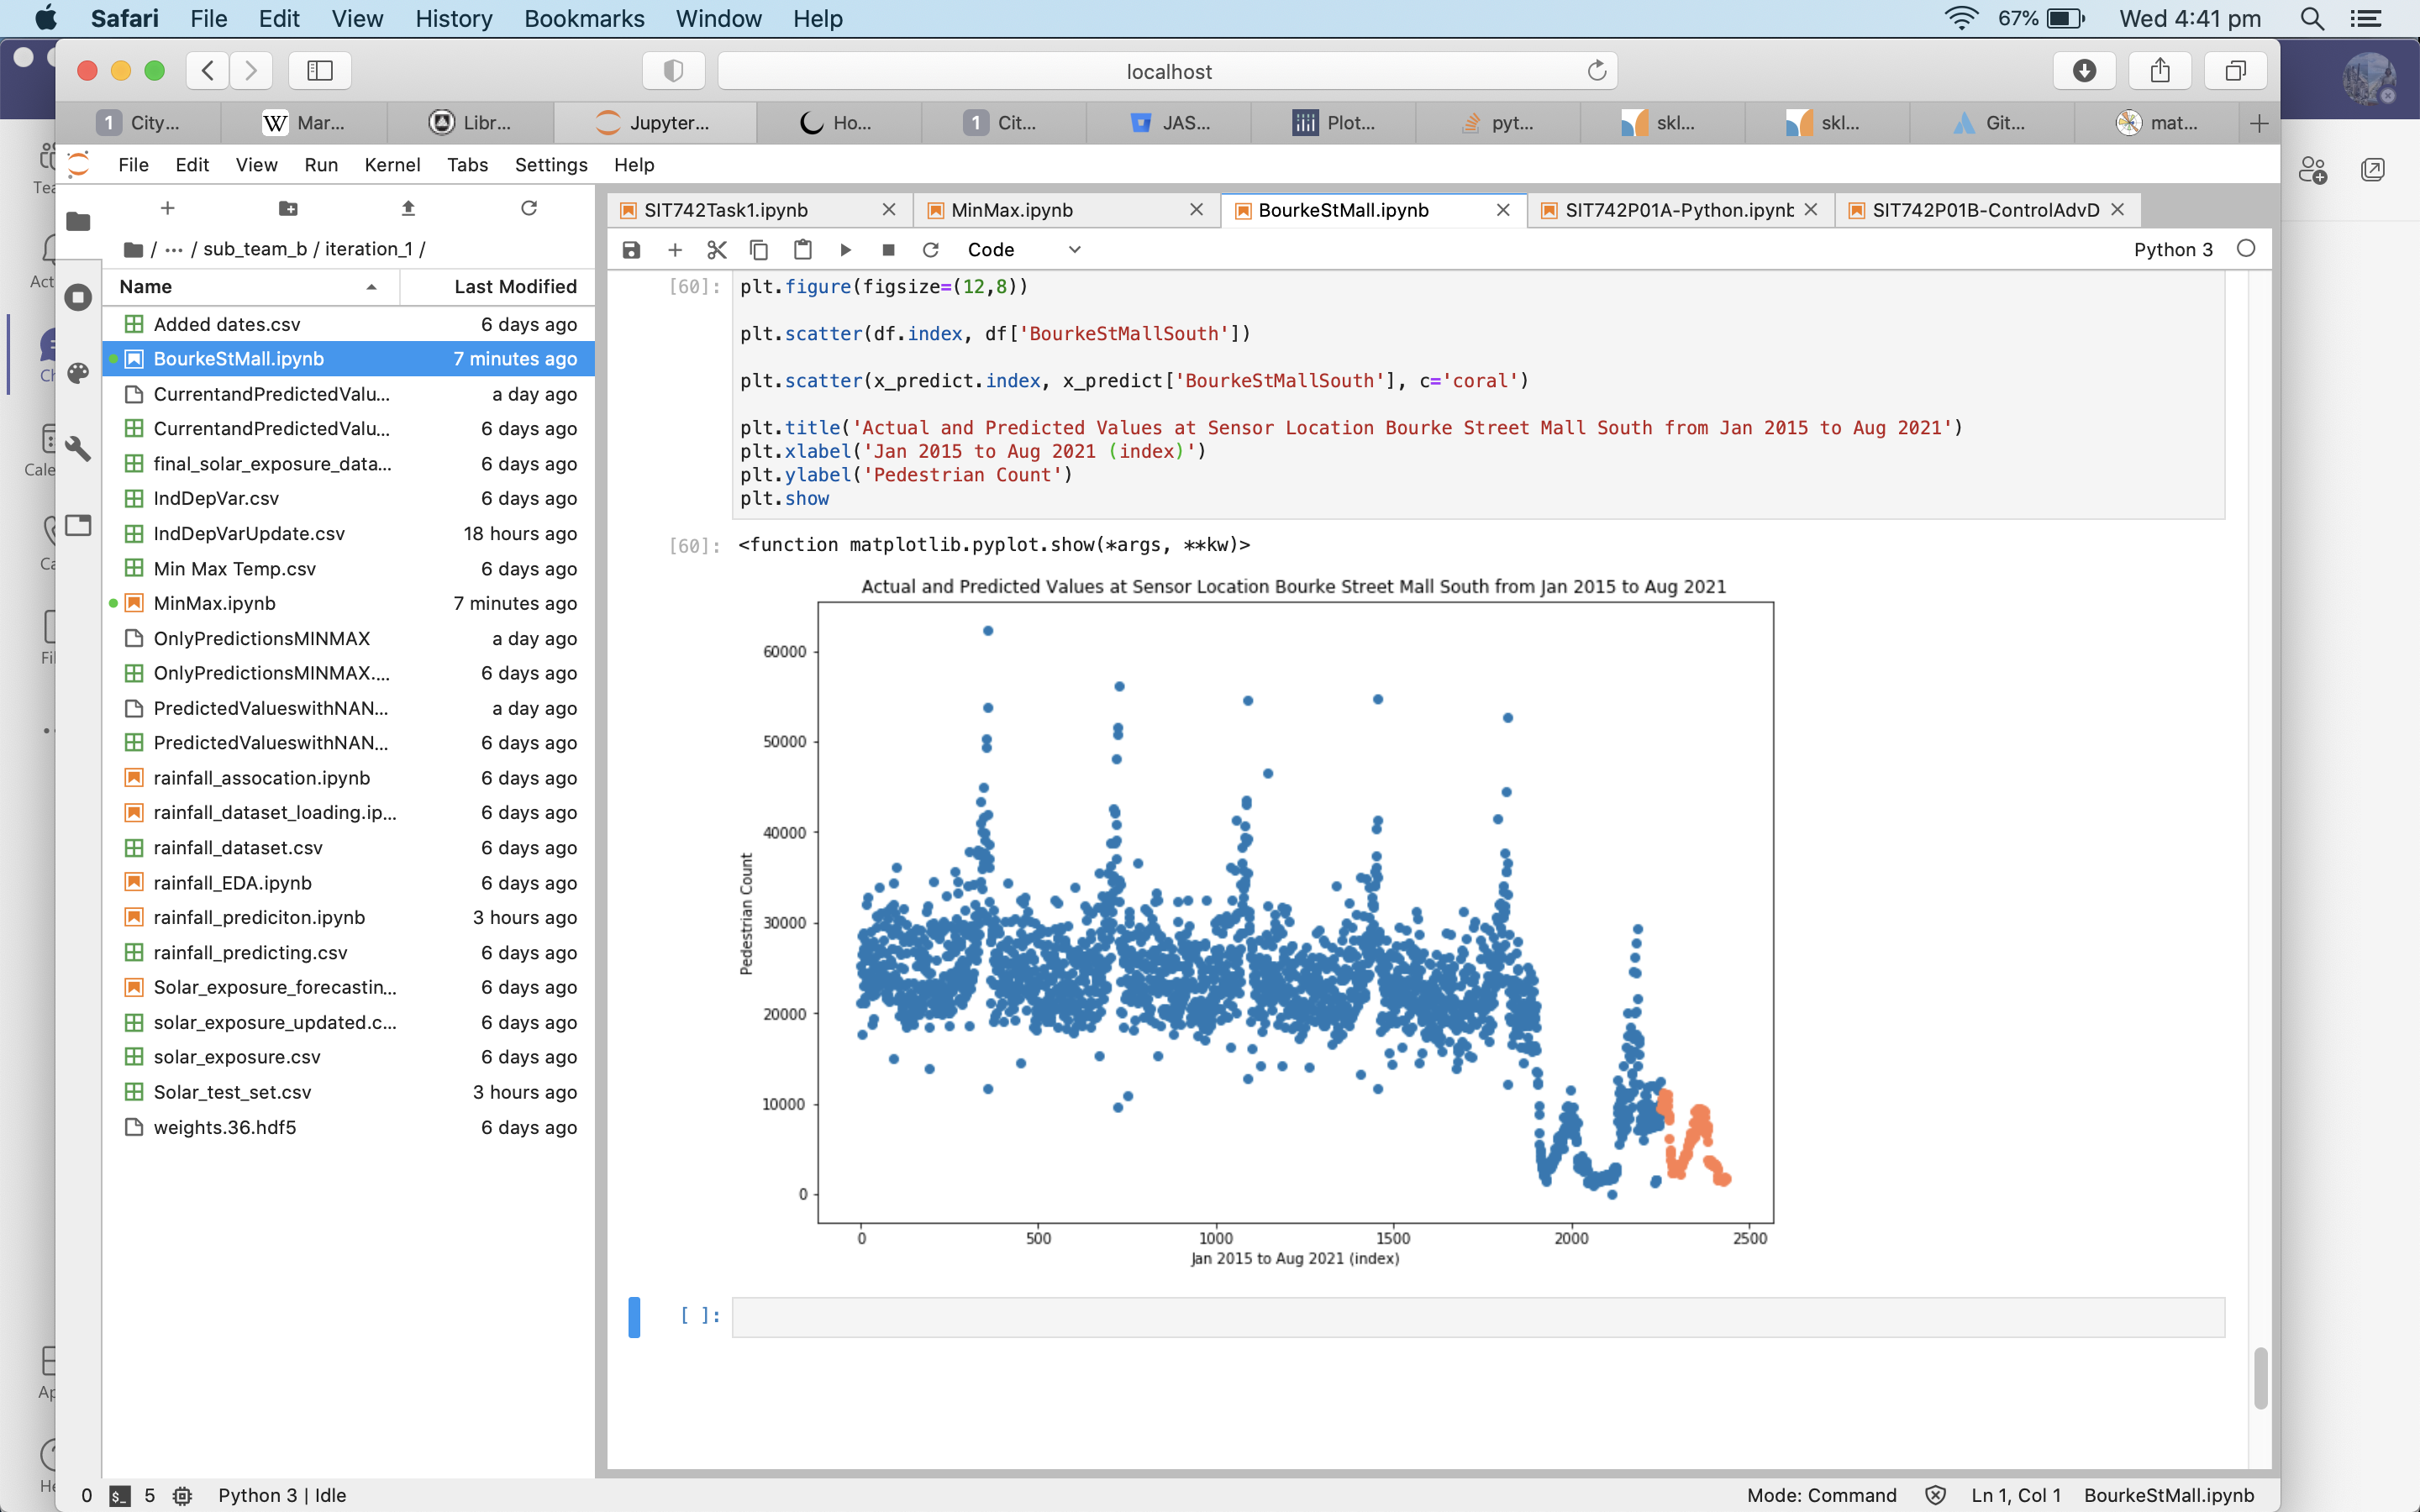 Safari File Edit View History Bookmarks Window Help 67% Wed 4:41 pm
localhost
1 City... W Mar... Libr... Jupyter... Ho... 1 Cit... JAS... Plot... pyt... skl... skl... Git... mat...
File Edit View Run Kernel Tabs Settings Help
SIT742Task1.ipynb MinMax.ipynb BourkeStMall.ipynb SIT742P01A-Python.ipynb SIT742P01B-ControlAdvD
/ ... / sub_team_b / iteration_1 /
Code Python 3
Name Last Modified
Added dates.csv 6 days ago
BourkeStMall.ipynb 7 minutes ago
CurrentandPredictedValu... a day ago
CurrentandPredictedValu... 6 days ago
final_solar_exposure_data... 6 days ago
IndDepVar.csv 6 days ago
IndDepVarUpdate.csv 18 hours ago
Min Max Temp.csv 6 days ago
MinMax.ipynb 7 minutes ago
OnlyPredictionsMINMAX a day ago
OnlyPredictionsMINMAX.... 6 days ago
PredictedValueswithNAN... a day ago
PredictedValueswithNAN... 6 days ago
rainfall_assocation.ipynb 6 days ago
rainfall_dataset_loading.ip... 6 days ago
rainfall_dataset.csv 6 days ago
rainfall_EDA.ipynb 6 days ago
rainfall_prediciton.ipynb 3 hours ago
rainfall_predicting.csv 6 days ago
Solar_exposure_forecastin... 6 days ago
solar_exposure_updated.c... 6 days ago
solar_exposure.csv 6 days ago
Solar_test_set.csv 3 hours ago
weights.36.hdf5 6 days ago
[60]: plt.figure(figsize=(12,8))
plt.scatter(df.index, df['BourkeStMallSouth'])
plt.scatter(x_predict.index, x_predict['BourkeStMallSouth'], c='coral')
plt.title('Actual and Predicted Values at Sensor Location Bourke Street Mall South from Jan 2015 to Aug 2021')
plt.xlabel('Jan 2015 to Aug 2021 (index)')
plt.ylabel('Pedestrian Count')
plt.show
[60]: <function matplotlib.pyplot.show(*args, **kw)>
Actual and Predicted Values at Sensor Location Bourke Street Mall South from Jan 2015 to Aug 2021
60000
50000
40000
30000
20000
10000
0
Pedestrian Count
0 500 1000 1500 2000 2500
Jan 2015 to Aug 2021 (index)
[ ]:
0 $_ 5 Python 3 | Idle Mode: Command Ln 1, Col 1 BourkeStMall.ipynb